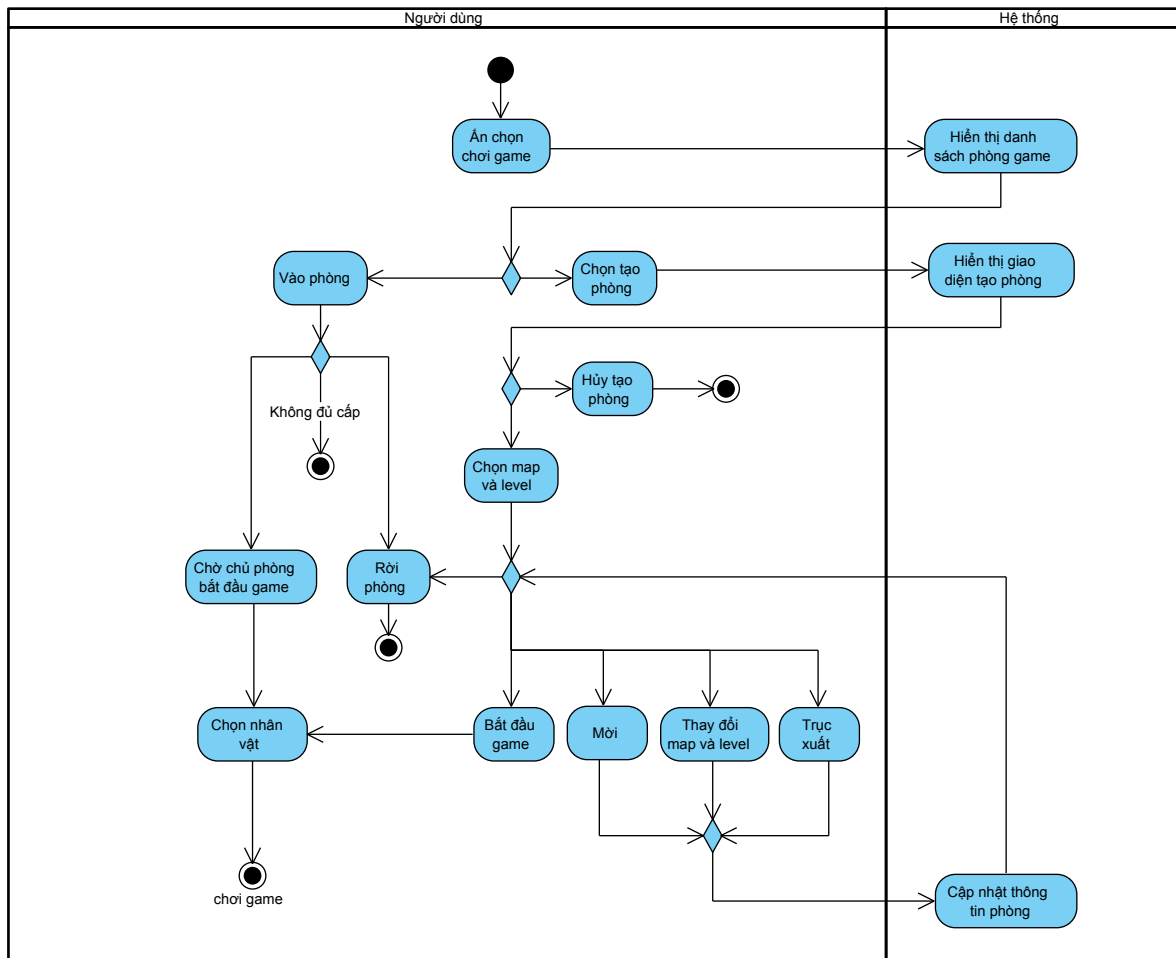 Người dùng
Hệ thống
Ấn chọn
chơi game
Hiển thị danh
sách phòng game
Vào phòng
Chọn tạo
phòng
Hiển thị giao
diện tạo phòng
Hủy tạo
phòng
Không đủ cấp
Chọn map
và level
Chờ chủ phòng
bắt đầu game
Rời
phòng
Chọn nhân
vật
Bắt đầu
game
Mời
Thay đổi
map và level
Trục
xuất
chơi game
Cập nhật thông
tin phòng